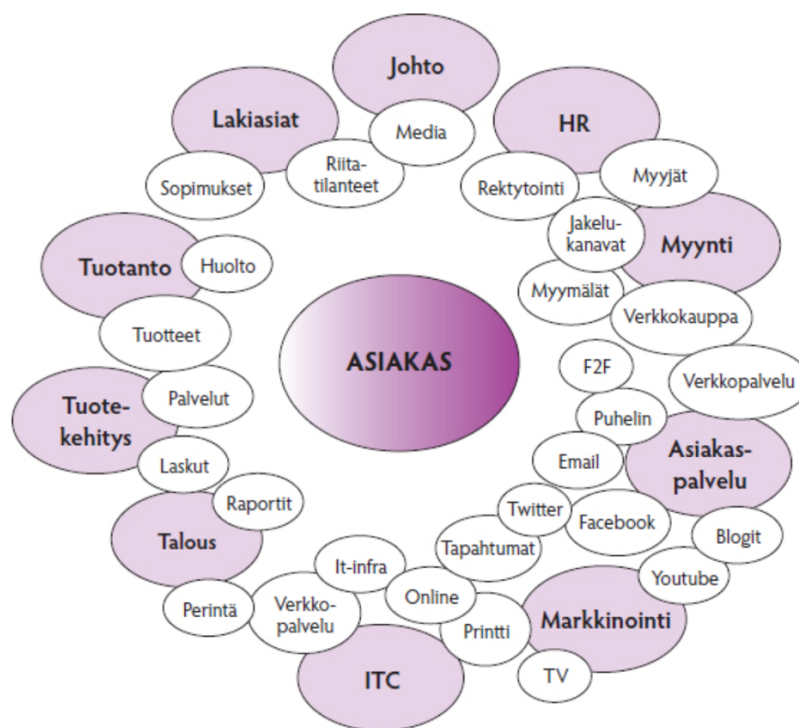 Johto
Media
Lakiasiat
Riita-
tilanteet
Sopimukset
HR
Rektytointi
Myyjät
Jakelu-
kanavat
Myynti
Myymälät
Verkkokauppa
Tuotanto
Huolto
Tuotteet
ASIAKAS
F2F
Verkkopalvelu
Puhelin
Tuote-
kehitys
Palvelut
Laskut
Email
Asiakas-
palvelu
Raportit
Talous
Twitter
Facebook
Blogit
Tapahtumat
Youtube
It-infra
Online
Perintä
Verkko-
palvelu
Printti
Markkinointi
ITC
TV